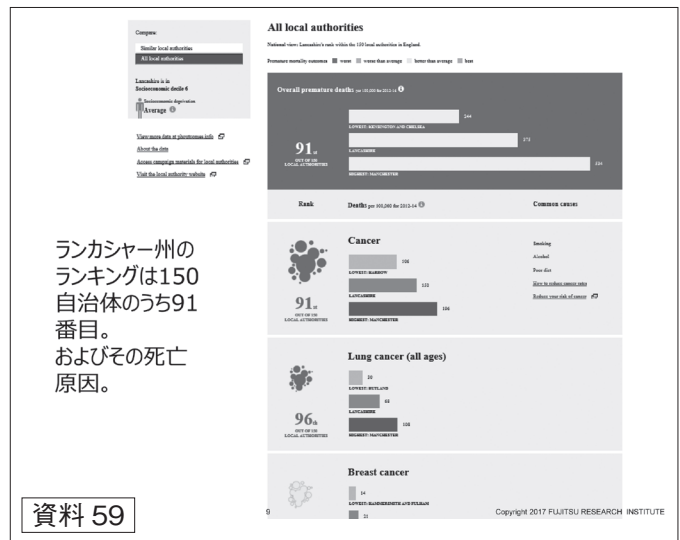 Compare:
Similar local authorities
All local authorities
Lancashire is in
Socioeconomic decile 6
Socioeconomic deprivation
Average
View more data at phoutcomes.info
About the data
Access campaign materials for local authorities
Visit the local authority website
All local authorities
National view: Lancashire's rank within the 150 local authorities in England.
Premature mortality outcomes worst worse than average better than average best
Overall premature deaths per 100,000 for 2012-14
244
LOWEST: KENSINGTON AND CHELSEA
91st
OUT OF 150
LOCAL AUTHORITIES
LANCASHIRE
HIGHEST: MANCHESTER
Rank Deaths per 100,000 for 2012-14 Common causes
Cancer
LOWEST: HARROW
LANCASHIRE
HIGHEST: MANCHESTER
91st
OUT OF 150
LOCAL AUTHORITIES
Smoking
Alcohol
Poor diet
How to reduce cancer rates
Reduce your risk of cancer
Lung cancer (all ages)
LOWEST: RUTLAND
LANCASHIRE
HIGHEST: MANCHESTER
96th
OUT OF 150
LOCAL AUTHORITIES
Breast cancer
14
LOWEST: HAMMERSMITH AND FULHAM
21
ランカシャー州の
ランキングは150
自治体のうち91
番目。
およびその死亡
原因。
資料 59
9
Copyright 2017 FUJITSU RESEARCH INSTITUTE